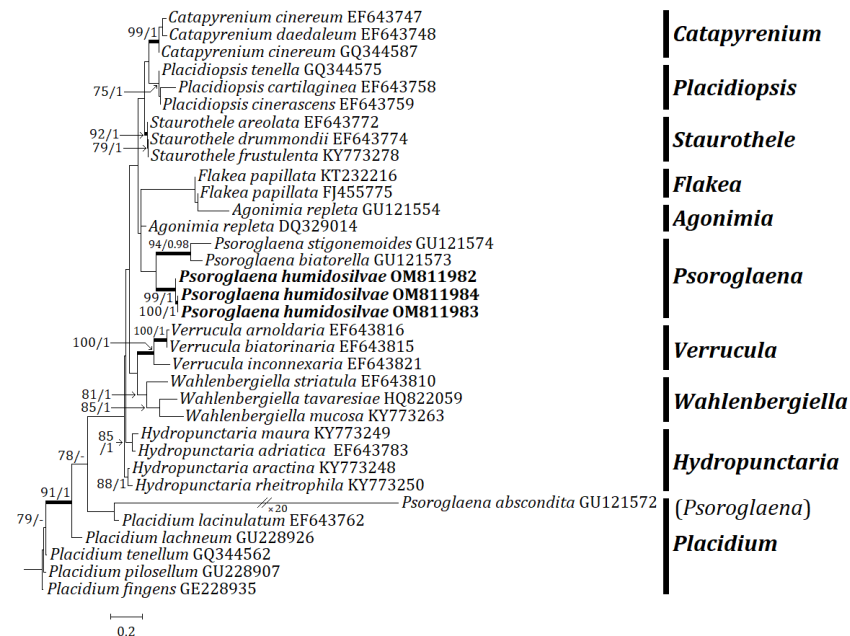 Catapyrenium cinereum EF643747
99/1 Catapyrenium daedaleum EF643748 Catapyrenium
Catapyrenium cinereum GQ344587
Placidiopsis tenella GQ344575
75/1 Placidiopsis cartilaginea EF643758 Placidiopsis
Placidiopsis cinerascens EF643759
Staurothele areolata EF643772
92/1 Staurothele drummondii EF643774 Staurothele
79/1 Staurothele frustulenta KY773278
Flakea papillata KT232216 Flakea
Flakea papillata FJ455775
Agonimia repleta GU121554 Agonimia
Agonimia repleta DQ329014
94/0.98 Psoroglaena stigonemoides GU121574
Psoroglaena biatorella GU121573
Psoroglaena humidosilvae OM811982 Psoroglaena
99/1 Psoroglaena humidosilvae OM811984
100/1 Psoroglaena humidosilvae OM811983
100/1 Verrucula arnoldaria EF643816
100/1 Verrucula biatorinaria EF643815 Verrucula
Verrucula inconnexaria EF643821
Wahlenbergiella striatula EF643810
81/1 Wahlenbergiella tavaresiae HQ822059 Wahlenbergiella
85/1 Wahlenbergiella mucosa KY773263
85 Hydropunctaria maura KY773249
/1 Hydropunctaria adriatica EF643783
78/- Hydropunctaria aractina KY773248 Hydropunctaria
88/1 Hydropunctaria rheitrophila KY773250
91/1 ×20 Psoroglaena abscondita GU121572 (Psoroglaena)
79/- Placidium lacinulatum EF643762
Placidium lachneum GU228926 Placidium
Placidium tenellum GQ344562
Placidium pilosellum GU228907
Placidium fingens GE228935
0.2